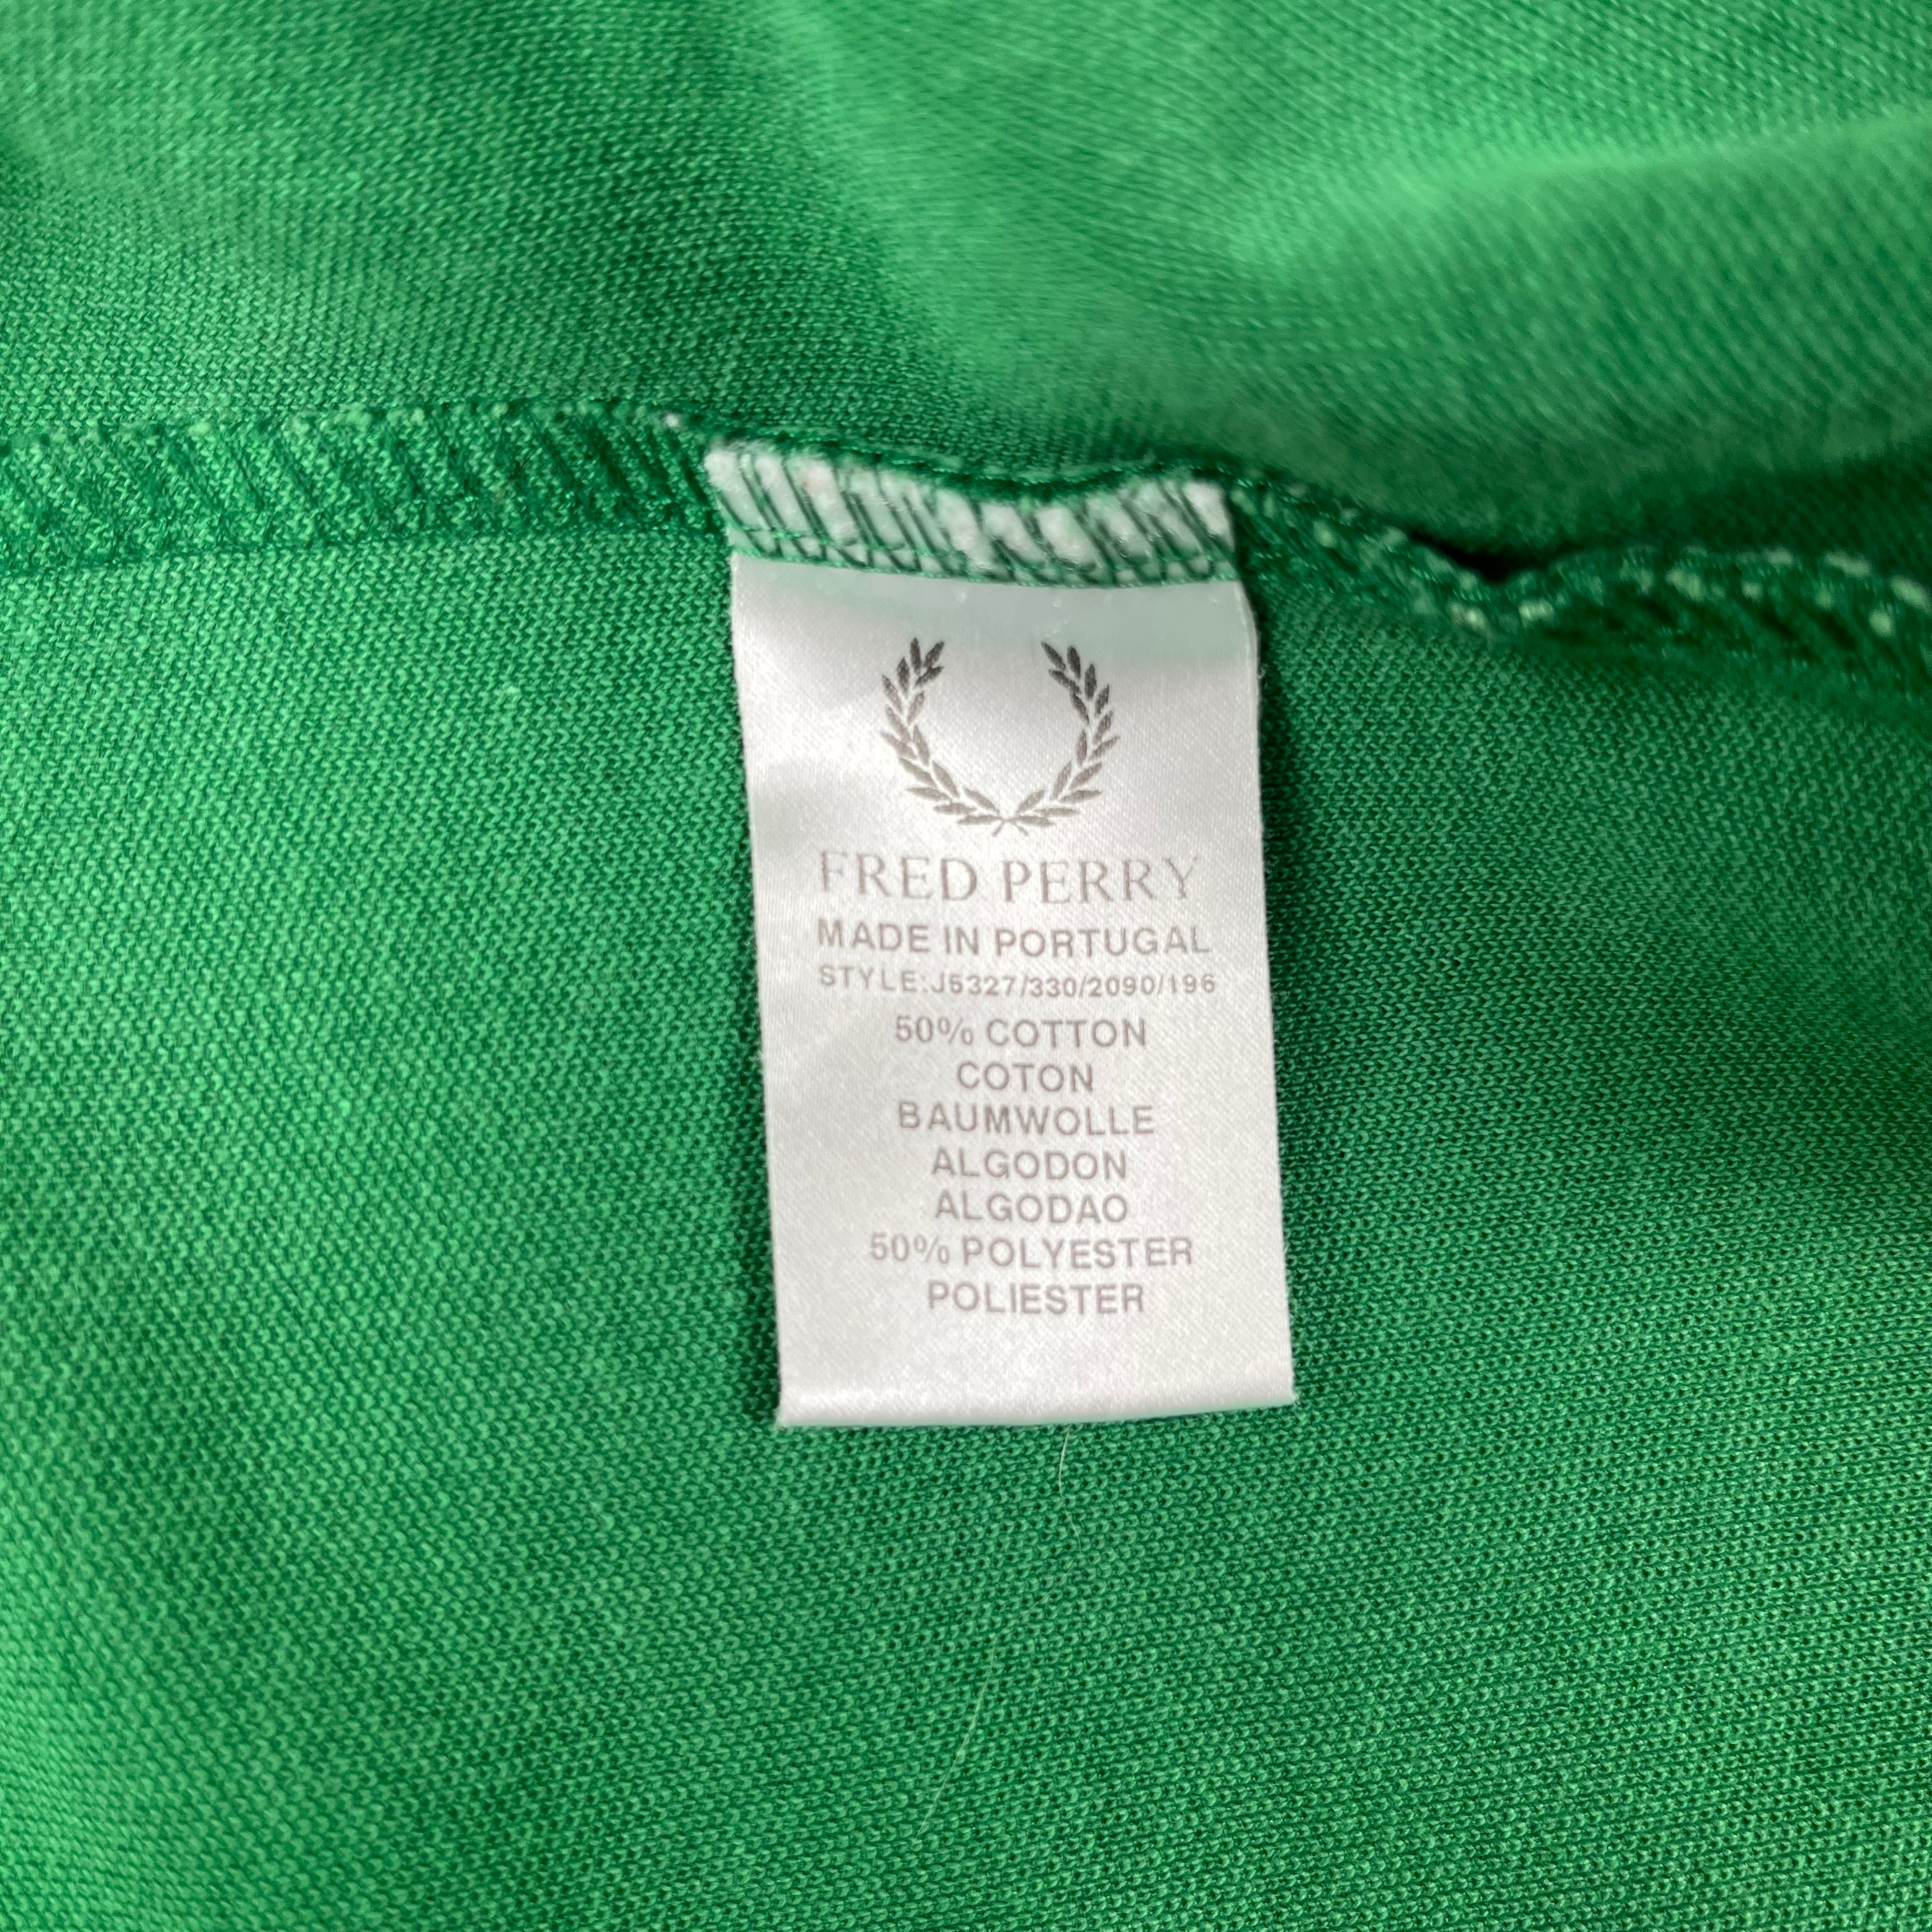 FRED PERRY
MADE IN PORTUGAL
STYLE:J5327/330/2090/196
50% COTTON
COTON
BAUMWOLLE
ALGODON
ALGODAO
50% POLYESTER
POLIESTER